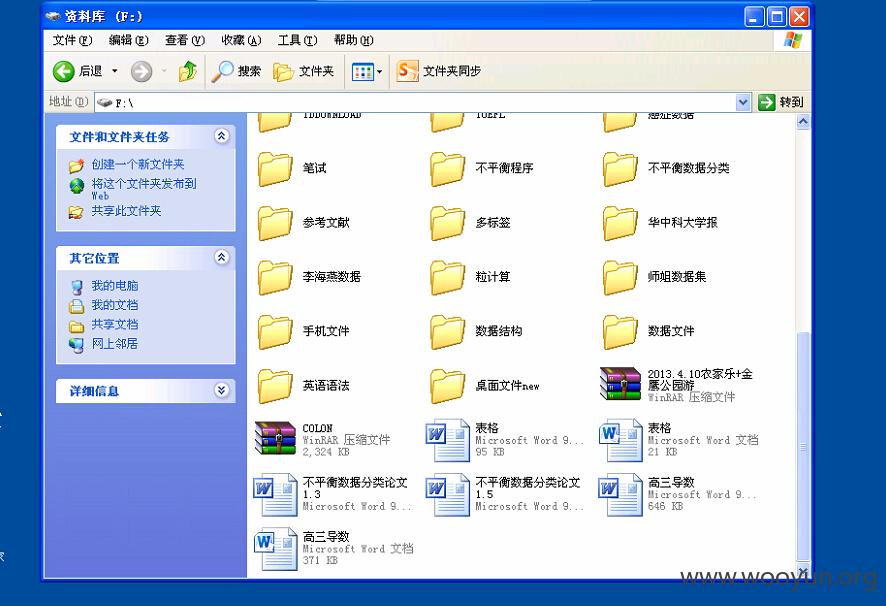 资料库 (F:)
文件(F) 编辑(E) 查看(V) 收藏(A) 工具(T) 帮助(H)
后退 搜索 文件夹 文件夹同步
地址(D) F:\ 转到
文件和文件夹任务
创建一个新文件夹
将这个文件夹发布到
Web
共享此文件夹
其它位置
我的电脑
我的文档
共享文档
网上邻居
详细信息
TDDOWNLOAD TOEFL 癌症数据
笔试 不平衡程序 不平衡数据分类
参考文献 多标签 华中科大学报
李海燕数据 粒计算 师姐数据集
手机文件 数据结构 数据文件
英语语法 桌面文件new
2013.4.10农家乐+金
公园游
WinRAR 压缩文件
COLON
WinRAR 压缩文件
2,324 KB
表格
Microsoft Word 9...
95 KB
表格
Microsoft Word 文档
21 KB
不平衡数据分类论文
1.3
Microsoft Word 9...
不平衡数据分类论文
1.5
Microsoft Word 9...
高三导数
Microsoft Word 9...
646 KB
高三导数
Microsoft Word 文档
371 KB
www.wooyun.org